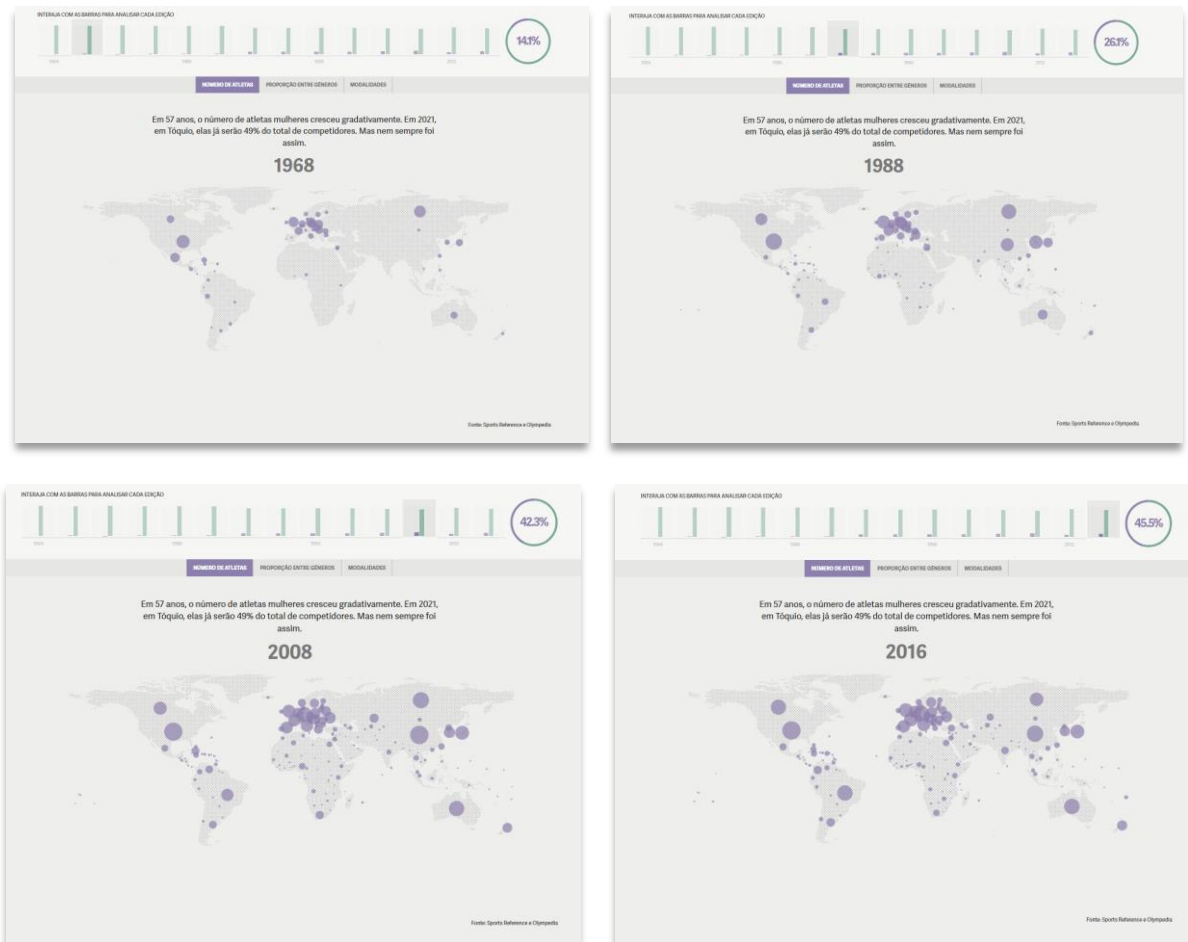 INTERAJA COM AS BARRAS PARA ANALISAR CADA EDIÇÃO
14.1%
1964
1988
2012
NÚMERO DE ATLETAS
PROPORÇÃO ENTRE GÊNEROS
MODALIDADES
Em 57 anos, o número de atletas mulheres cresceu gradativamente. Em 2021,
em Tóquio, elas já serão 49% do total de competidores. Mas nem sempre foi
assim.
1968
Fonte: Sports Reference e Olympedia
INTERAJA COM AS BARRAS PARA ANALISAR CADA EDIÇÃO
26.1%
NÚMERO DE ATLETAS
PROPORÇÃO ENTRE GÊNEROS
MODALIDADES
Em 57 anos, o número de atletas mulheres cresceu gradativamente. Em 2021,
em Tóquio, elas já serão 49% do total de competidores. Mas nem sempre foi
assim.
1988
Fonte: Sports Reference e Olympedia
INTERAJA COM AS BARRAS PARA ANALISAR CADA EDIÇÃO
42.3%
NÚMERO DE ATLETAS
PROPORÇÃO ENTRE GÊNEROS
MODALIDADES
Em 57 anos, o número de atletas mulheres cresceu gradativamente. Em 2021,
em Tóquio, elas já serão 49% do total de competidores. Mas nem sempre foi
assim.
2008
Fonte: Sports Reference e Olympedia
INTERAJA COM AS BARRAS PARA ANALISAR CADA EDIÇÃO
45.5%
NÚMERO DE ATLETAS
PROPORÇÃO ENTRE GÊNEROS
MODALIDADES
Em 57 anos, o número de atletas mulheres cresceu gradativamente. Em 2021,
em Tóquio, elas já serão 49% do total de competidores. Mas nem sempre foi
assim.
2016
Fonte: Sports Reference e Olympedia